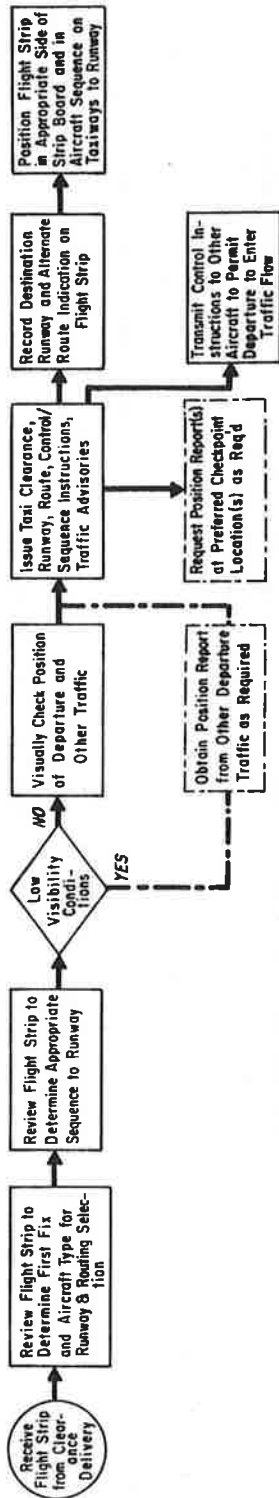 Receive
Flight Strip
from Clear-
ance
Delivery
Review Flight Strip to
Determine First Fix
and Aircraft Type for
Runway & Routing Selec-
tion
Review Flight Strip to
Determine Appropriate
Sequence to Runway
Low
Visibility
Condi-
tions
NO
YES
Visually Check Position
of Departure and
Other Traffic
Obtain Position Report
from Other Departure
Traffic as Required
Issue Taxi Clearance,
Runway, Route, Control/
Sequence Instructions,
Traffic Advisories
Request Position Report(s)
at Preferred Checkpoint
Location(s) as Req'd
Record Destination
Runway and Alternate
Route Indication on
Flight Strip
Transmit Control In-
structions to Other
Aircraft to Permit
Departure to Enter
Traffic Flow
Position Flight Strip
in Appropriate Side of
Strip Board and in
Aircraft Sequence on
Taxiways to Runway